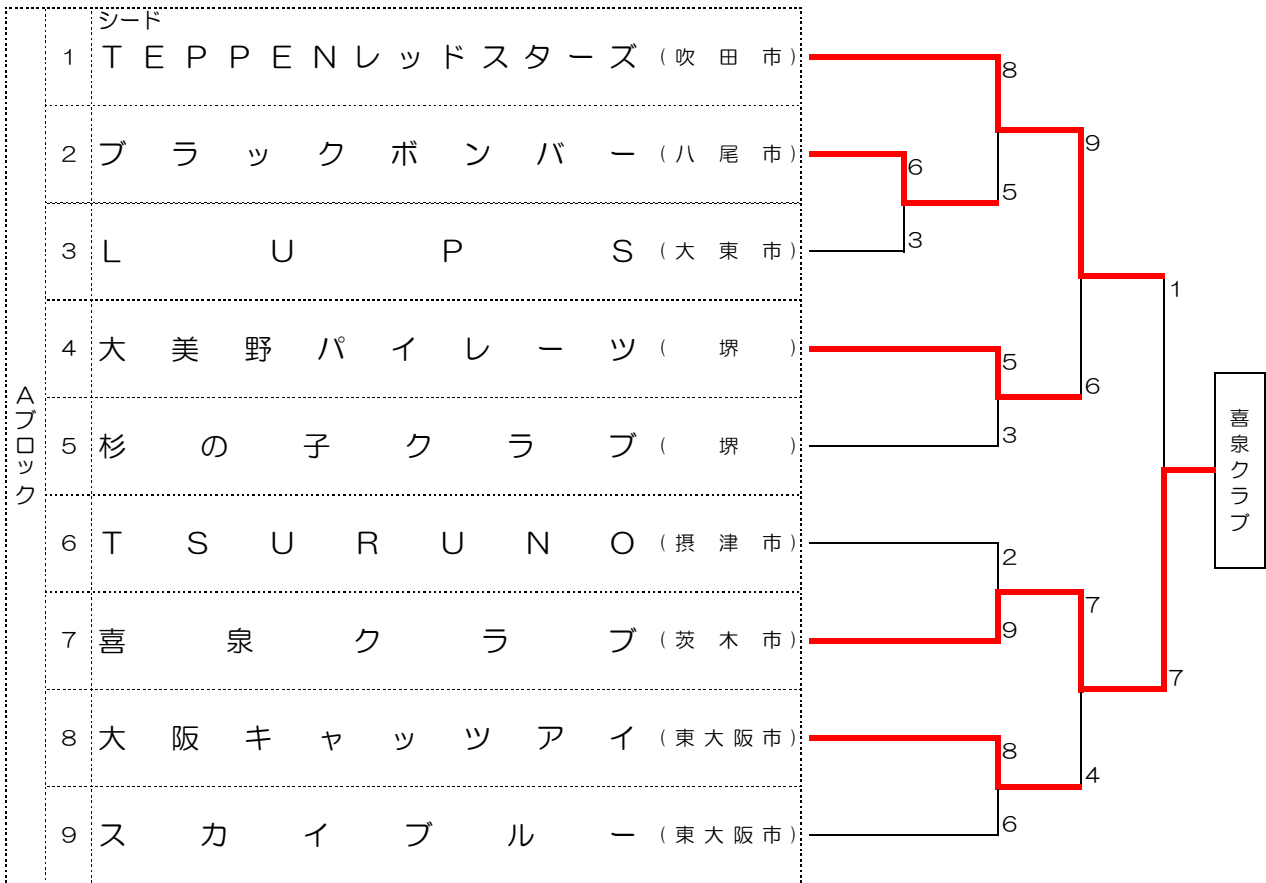 Aブロック
シード
1 TEPPENレッドスターズ (吹田市)
2 ブラックボンバー (八尾市)
3 LUPS (大東市)
4 大美野パイレーツ (堺)
5 杉の子クラブ (堺)
6 TSURUNO (摂津市)
7 喜泉クラブ (茨木市)
8 大阪キャッツアイ (東大阪市)
9 スカイブルー (東大阪市)
8
6
5
3
5
3
2
9
8
6
9
6
7
4
1
7
喜泉クラブ